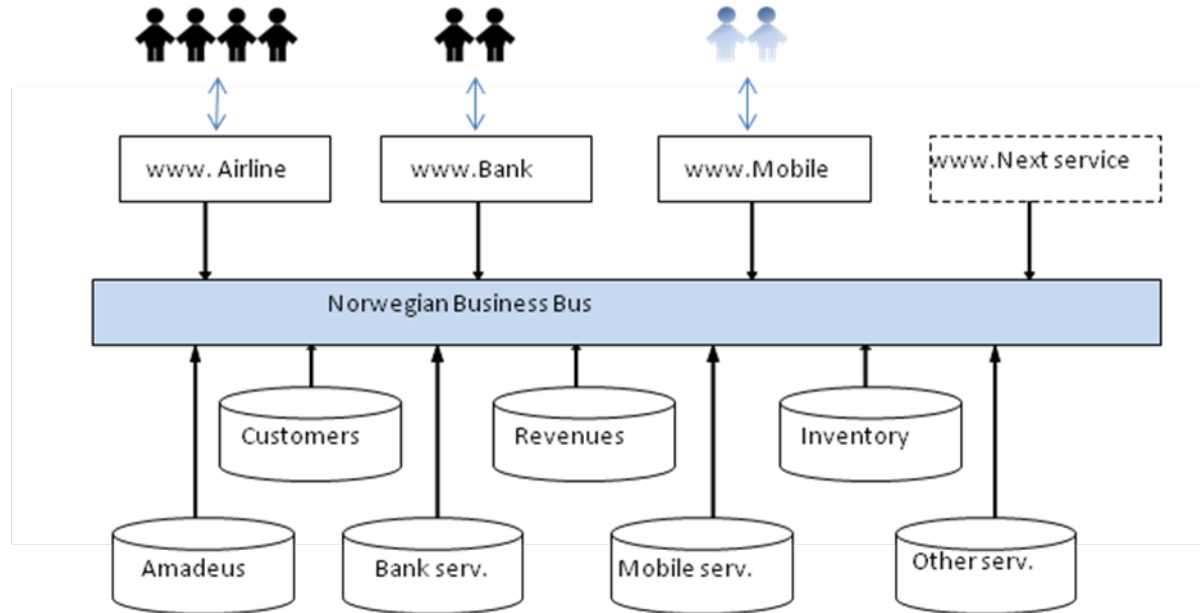 www. Airline
www.Bank
www.Mobile
www.Next service
Norwegian Business Bus
Customers
Revenues
Inventory
Amadeus
Bank serv.
Mobile serv.
Other serv.